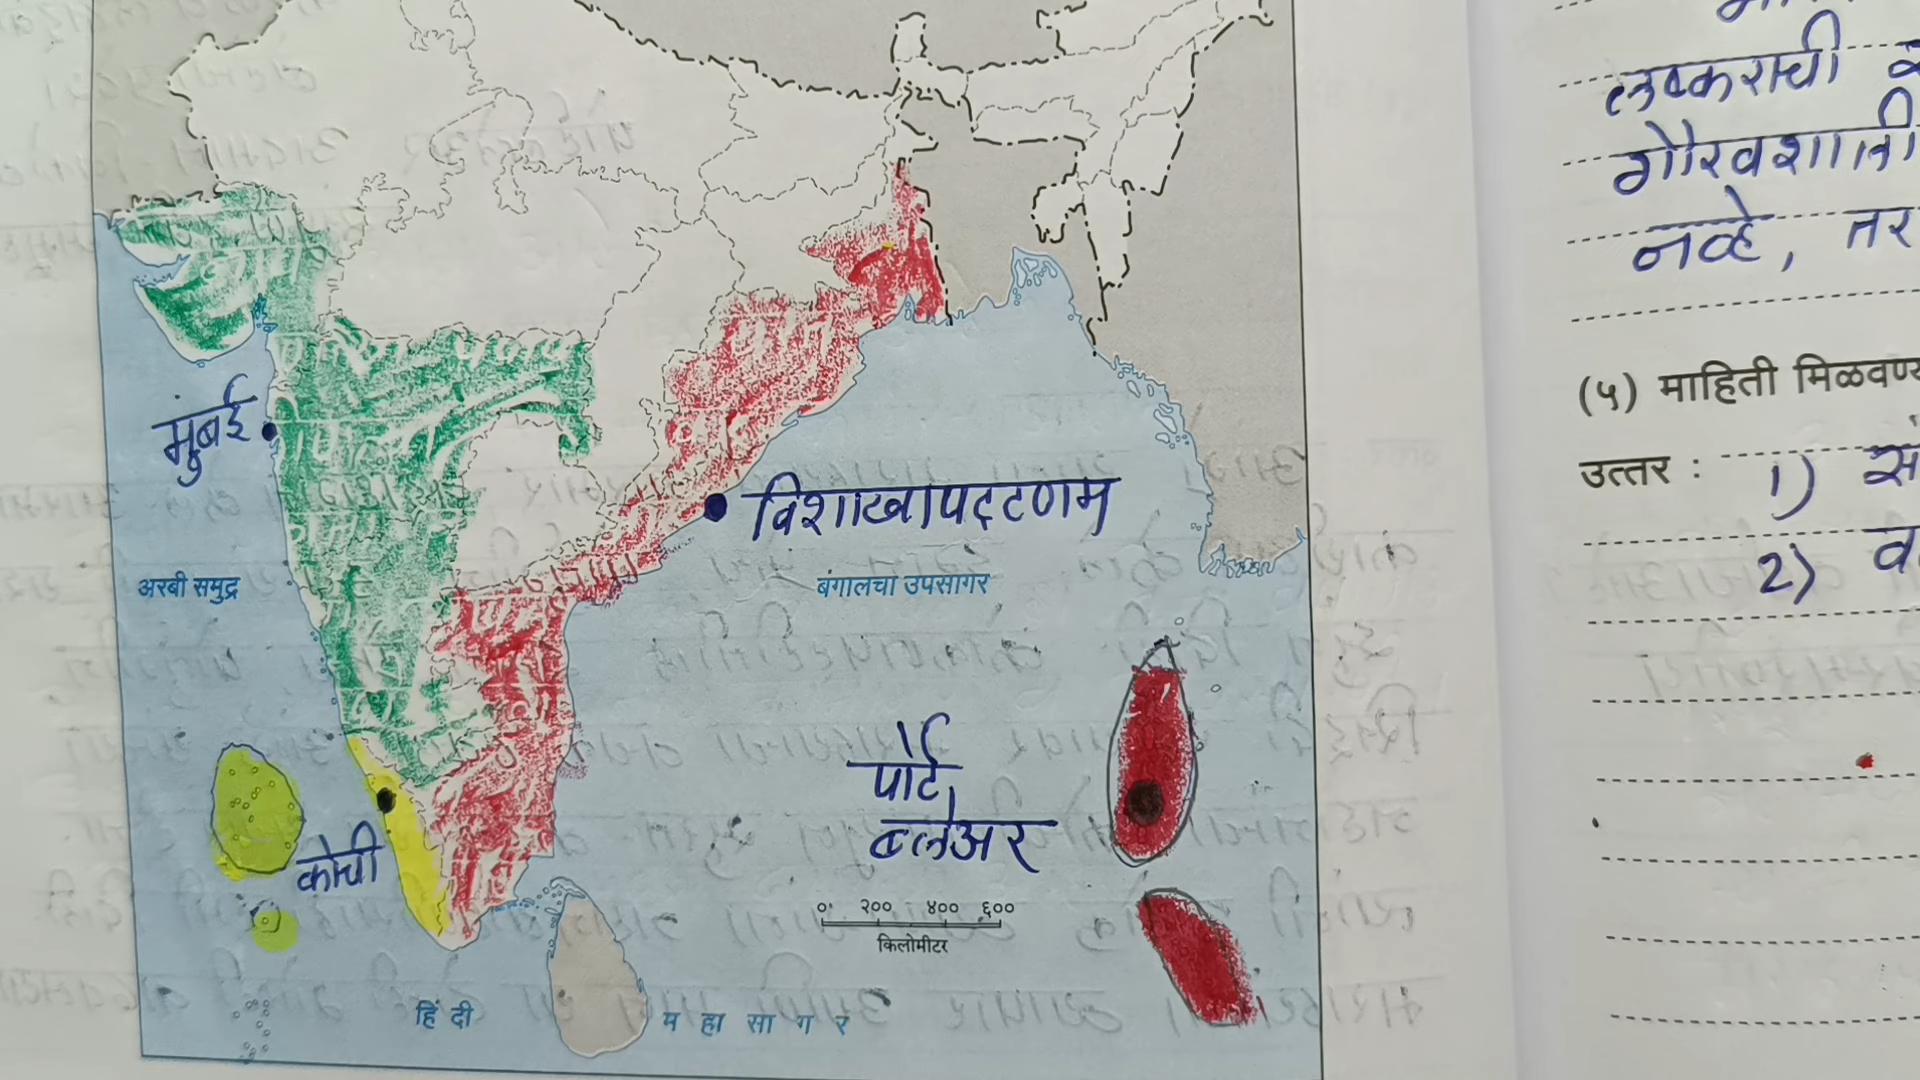 मुंबई
विशाखापट्टणम
अरबी समुद्र
बंगालचा उपसागर
पोर्ट
ब्लेअर
कोची
०' २०० ४०० ६००
किलोमीटर
हिं दी म हा सा ग र
लष्कराची
गौरवशाली
नव्हे, तर
(५) माहिती मिळवण्य
उत्तर : 1) सं
2)